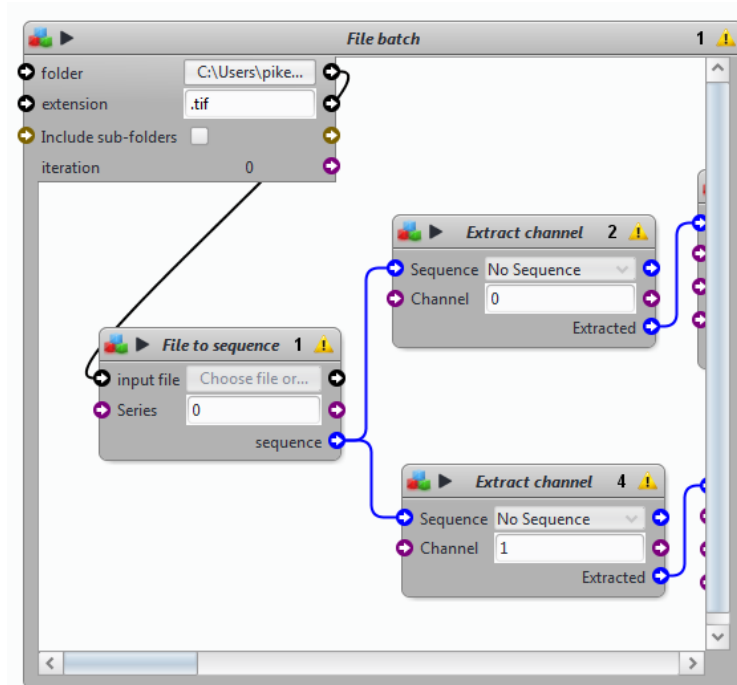 File batch 1
folder C:\Users\pike...
extension .tif
Include sub-folders
iteration 0
Extract channel 2
Sequence No Sequence
Channel 0
Extracted
File to sequence 1
input file Choose file or...
Series 0
sequence
Extract channel 4
Sequence No Sequence
Channel 1
Extracted